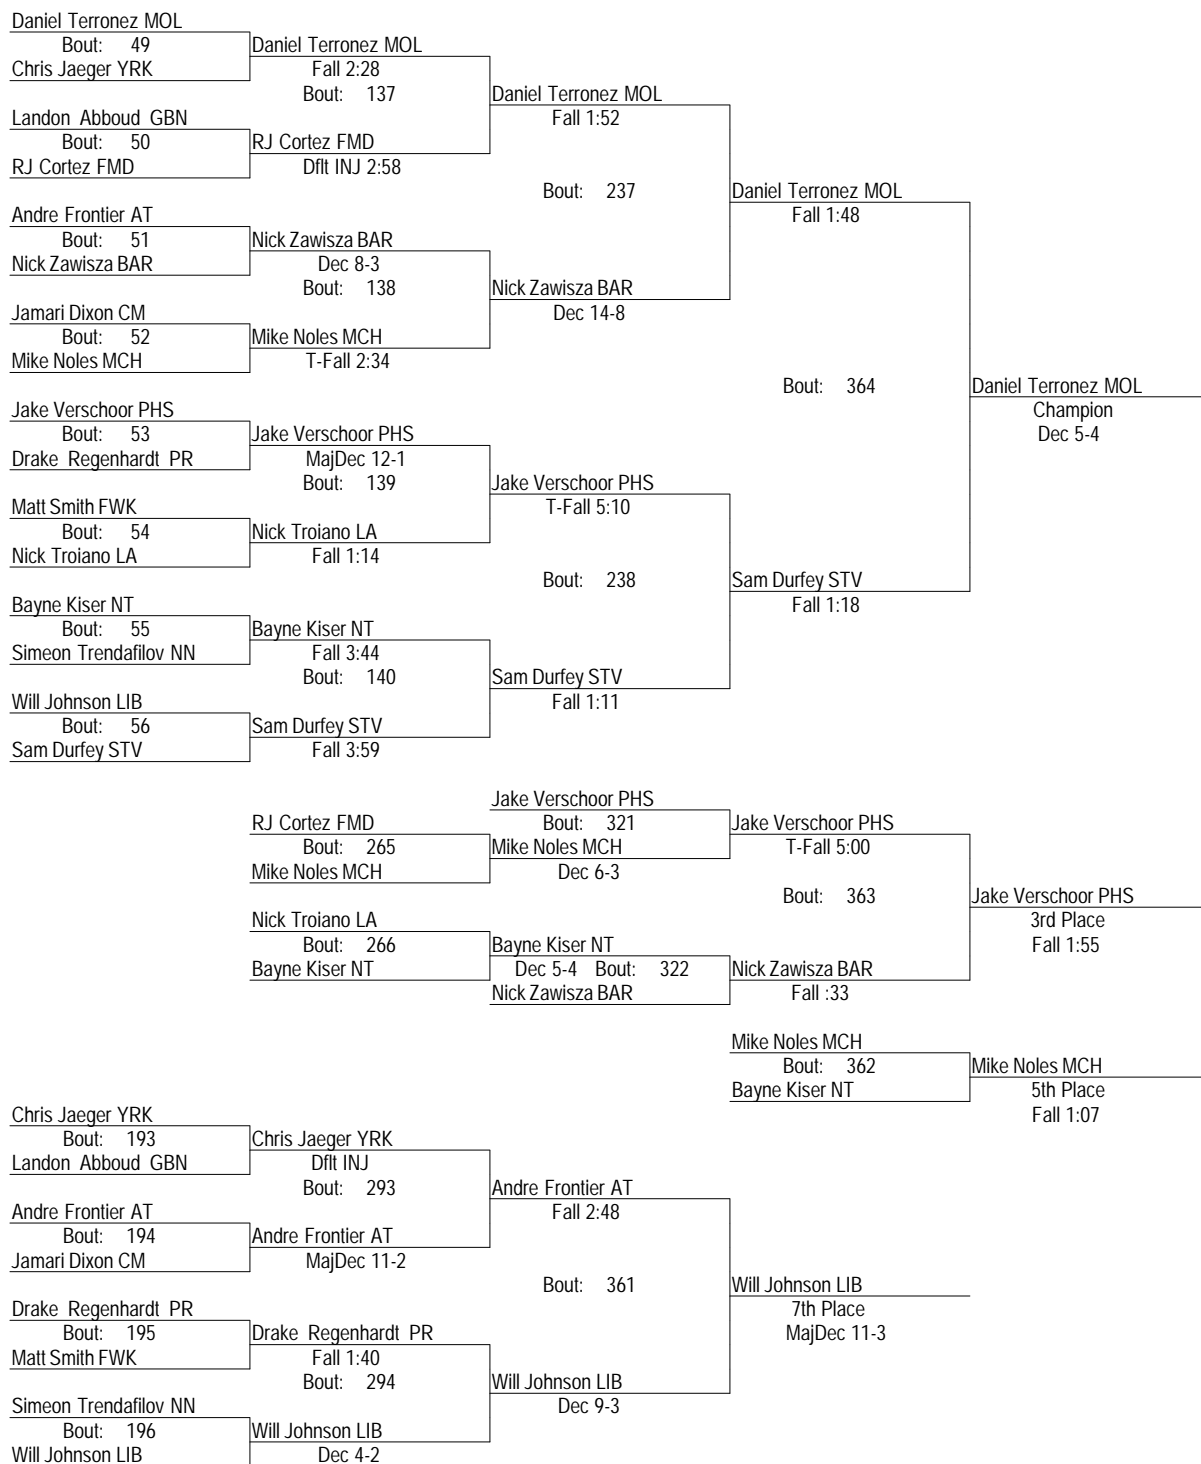 Daniel Terronez MOL
Bout: 49
Daniel Terronez MOL
Chris Jaeger YRK
Fall 2:28
Bout: 137
Daniel Terronez MOL
Landon Abboud GBN
Fall 1:52
Bout: 50
RJ Cortez FMD
RJ Cortez FMD
Dflt INJ 2:58
Bout: 237
Daniel Terronez MOL
Andre Frontier AT
Fall 1:48
Bout: 51
Nick Zawisza BAR
Nick Zawisza BAR
Dec 8-3
Bout: 138
Nick Zawisza BAR
Jamari Dixon CM
Dec 14-8
Bout: 52
Mike Noles MCH
Mike Noles MCH
T-Fall 2:34
Bout: 364
Daniel Terronez MOL
Jake Verschoor PHS
Champion
Bout: 53
Jake Verschoor PHS
Dec 5-4
Drake Regenhardt PR
MajDec 12-1
Bout: 139
Jake Verschoor PHS
Matt Smith FWK
T-Fall 5:10
Bout: 54
Nick Troiano LA
Nick Troiano LA
Fall 1:14
Bout: 238
Sam Durfey STV
Bayne Kiser NT
Fall 1:18
Bout: 55
Bayne Kiser NT
Simeon Trendafilov NN
Fall 3:44
Bout: 140
Sam Durfey STV
Will Johnson LIB
Fall 1:11
Bout: 56
Sam Durfey STV
Sam Durfey STV
Fall 3:59
Jake Verschoor PHS
RJ Cortez FMD
Bout: 321
Jake Verschoor PHS
Bout: 265
Mike Noles MCH
T-Fall 5:00
Mike Noles MCH
Dec 6-3
Bout: 363
Jake Verschoor PHS
Nick Troiano LA
3rd Place
Bout: 266
Bayne Kiser NT
Fall 1:55
Bayne Kiser NT
Dec 5-4 Bout: 322
Nick Zawisza BAR
Nick Zawisza BAR
Fall :33
Mike Noles MCH
Bout: 362
Mike Noles MCH
Bayne Kiser NT
5th Place
Fall 1:07
Chris Jaeger YRK
Bout: 193
Chris Jaeger YRK
Landon Abboud GBN
Dflt INJ
Bout: 293
Andre Frontier AT
Andre Frontier AT
Fall 2:48
Bout: 194
Andre Frontier AT
Jamari Dixon CM
MajDec 11-2
Bout: 361
Will Johnson LIB
Drake Regenhardt PR
7th Place
Bout: 195
Drake Regenhardt PR
MajDec 11-3
Matt Smith FWK
Fall 1:40
Bout: 294
Will Johnson LIB
Simeon Trendafilov NN
Dec 9-3
Bout: 196
Will Johnson LIB
Will Johnson LIB
Dec 4-2